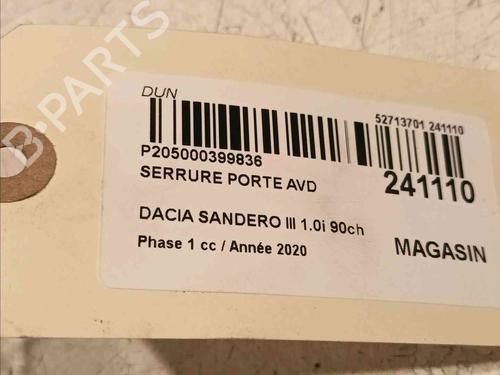 B-PARTS
DUN
52713701 241110
P205000399836
241110
SERRURE PORTE AVD
DACIA SANDERO III 1.0i 90ch
MAGASIN
Phase 1 cc / Année 2020